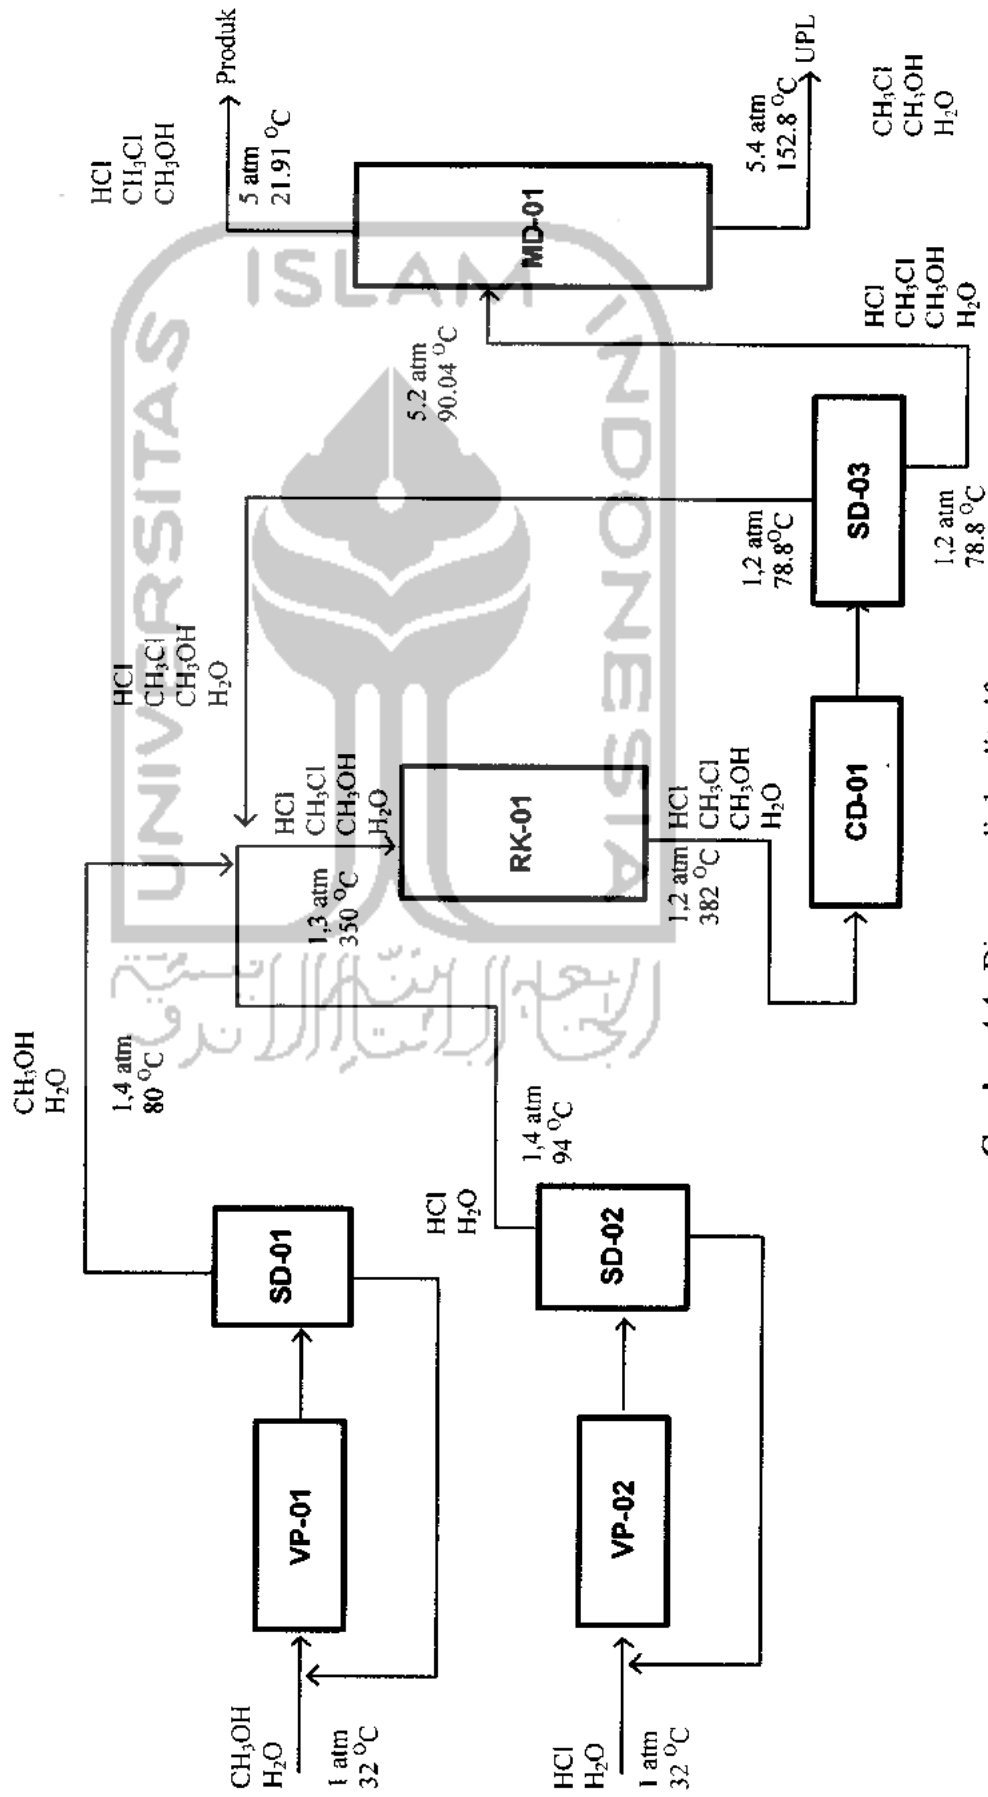 CH₃OH
H₂O
1 atm
32 °C
VP-01
SD-01
CH₃OH
H₂O
1,4 atm
80 °C
HCl
H₂O
1 atm
32 °C
VP-02
SD-02
HCl
H₂O
1,4 atm
94 °C
HCl
CH₃Cl
CH₃OH
H₂O
1,3 atm
350 °C
RK-01
1,2 atm
382 °C
HCl
CH₃Cl
CH₃OH
H₂O
CD-01
SD-03
1,2 atm
78.8°C
HCl
CH₃Cl
CH₃OH
H₂O
1,2 atm
78.8 °C
HCl
CH₃Cl
CH₃OH
H₂O
5.2 atm
90.04 °C
MD-01
5 atm
21.91 °C
Produk
HCl
CH₃Cl
CH₃OH
5.4 atm
152.8 °C
UPL
CH₃Cl
CH₃OH
H₂O
UNIVERSITAS
ISLAM
INDONESIA